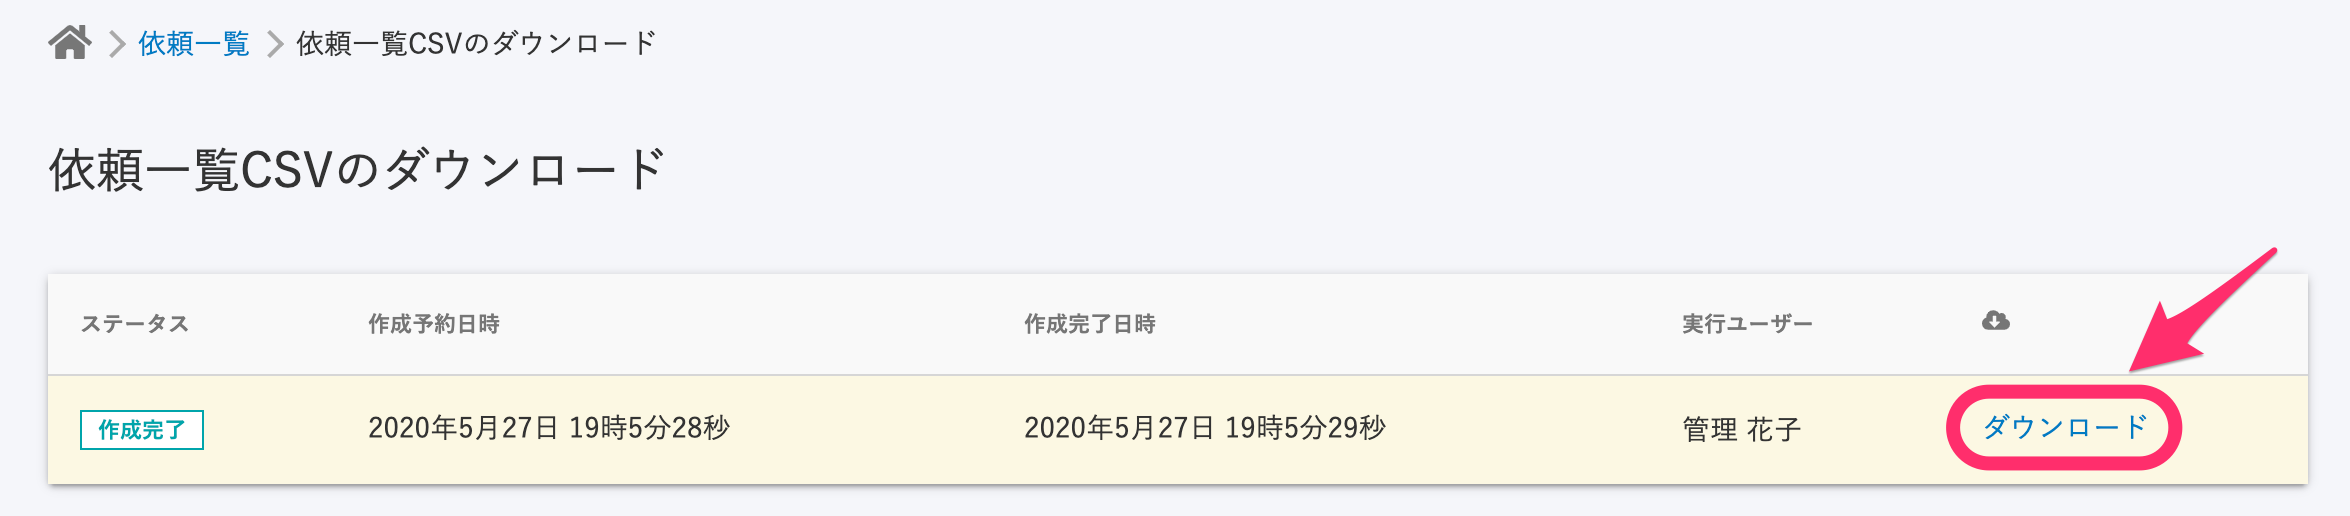 依頼一覧 依頼一覧CSVのダウンロード
依頼一覧CSVのダウンロード
ステータス 作成予約日時 作成完了日時 実行ユーザー
作成完了 2020年5月27日 19時5分28秒 2020年5月27日 19時5分29秒 管理 花子 ダウンロード